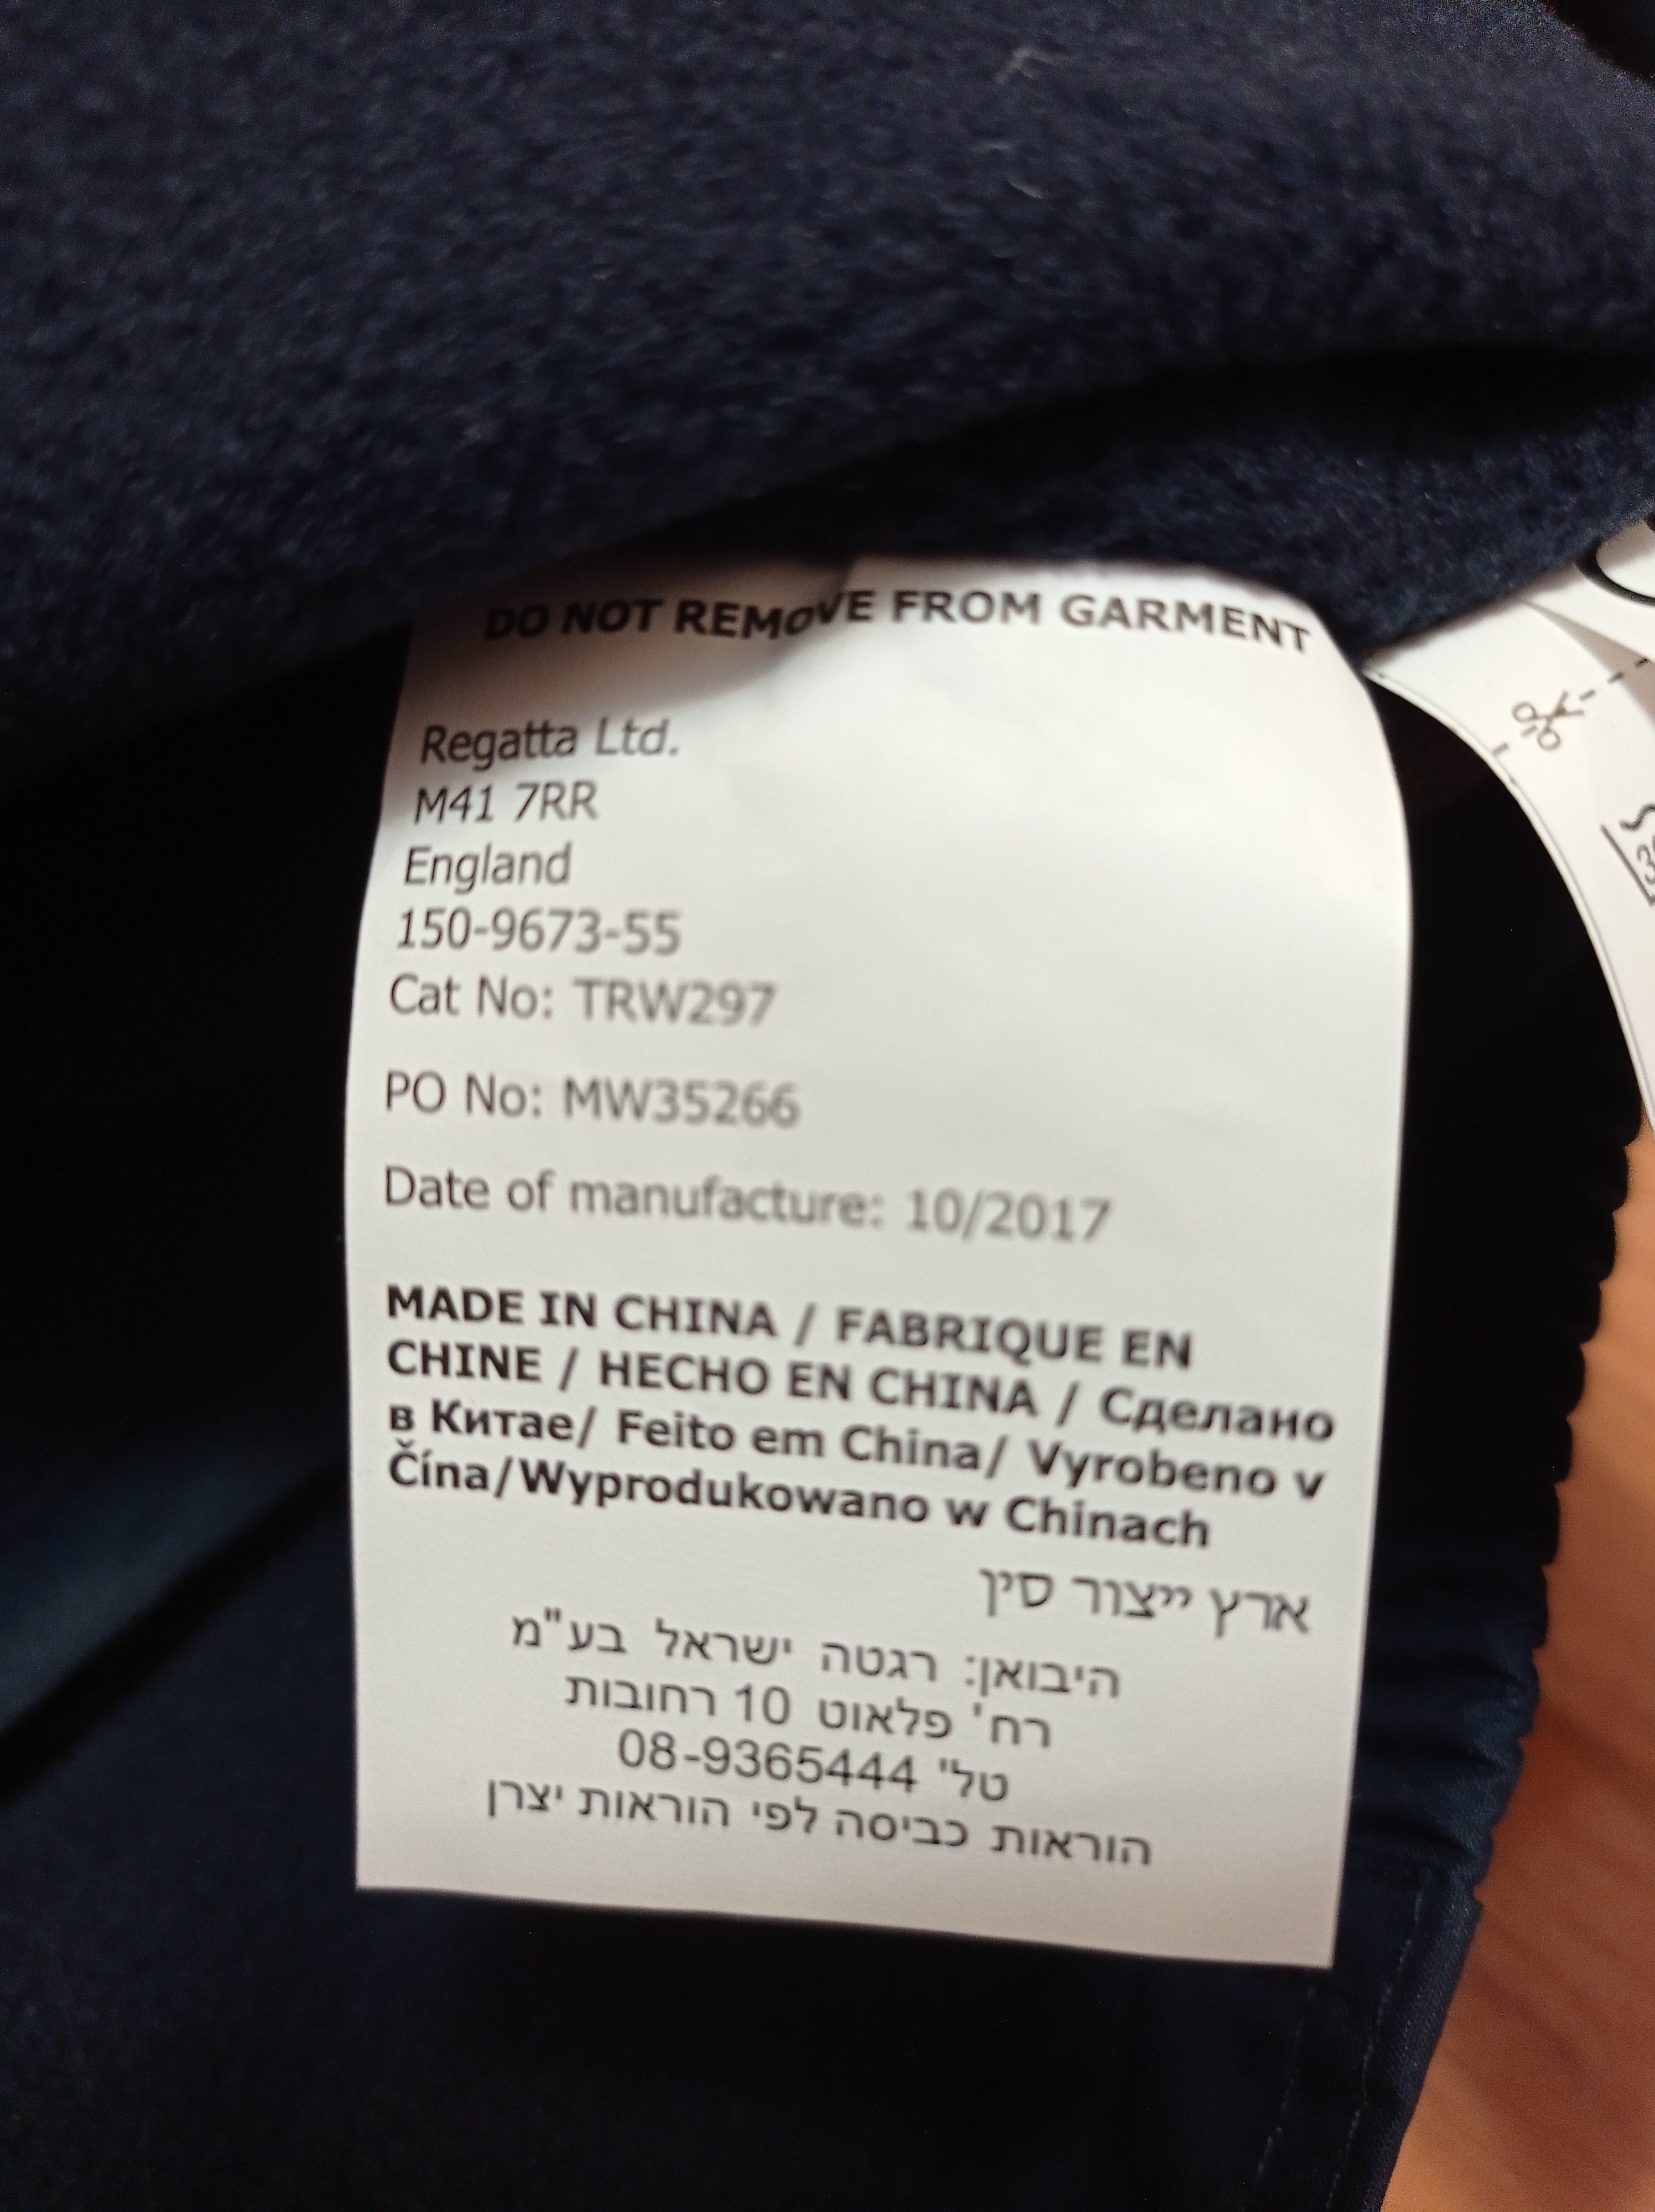 DO NOT REMOVE FROM GARMENT
Regatta Ltd.
M41 7RR
England
150-9673-55
Cat No: TRW297
PO No: MW35266
Date of manufacture: 10/2017
MADE IN CHINA / FABRIQUE EN
CHINE / HECHO EN CHINA / Сделано
в Китае/ Feito em China/ Vyrobeno v
Čína/Wyprodukowano w Chinach
ארץ ייצור סין
היבואן: רגטה ישראל בע"מ
רח' פלאוט 10 רחובות
טל' 08-9365444
הוראות כביסה לפי הוראות יצרן